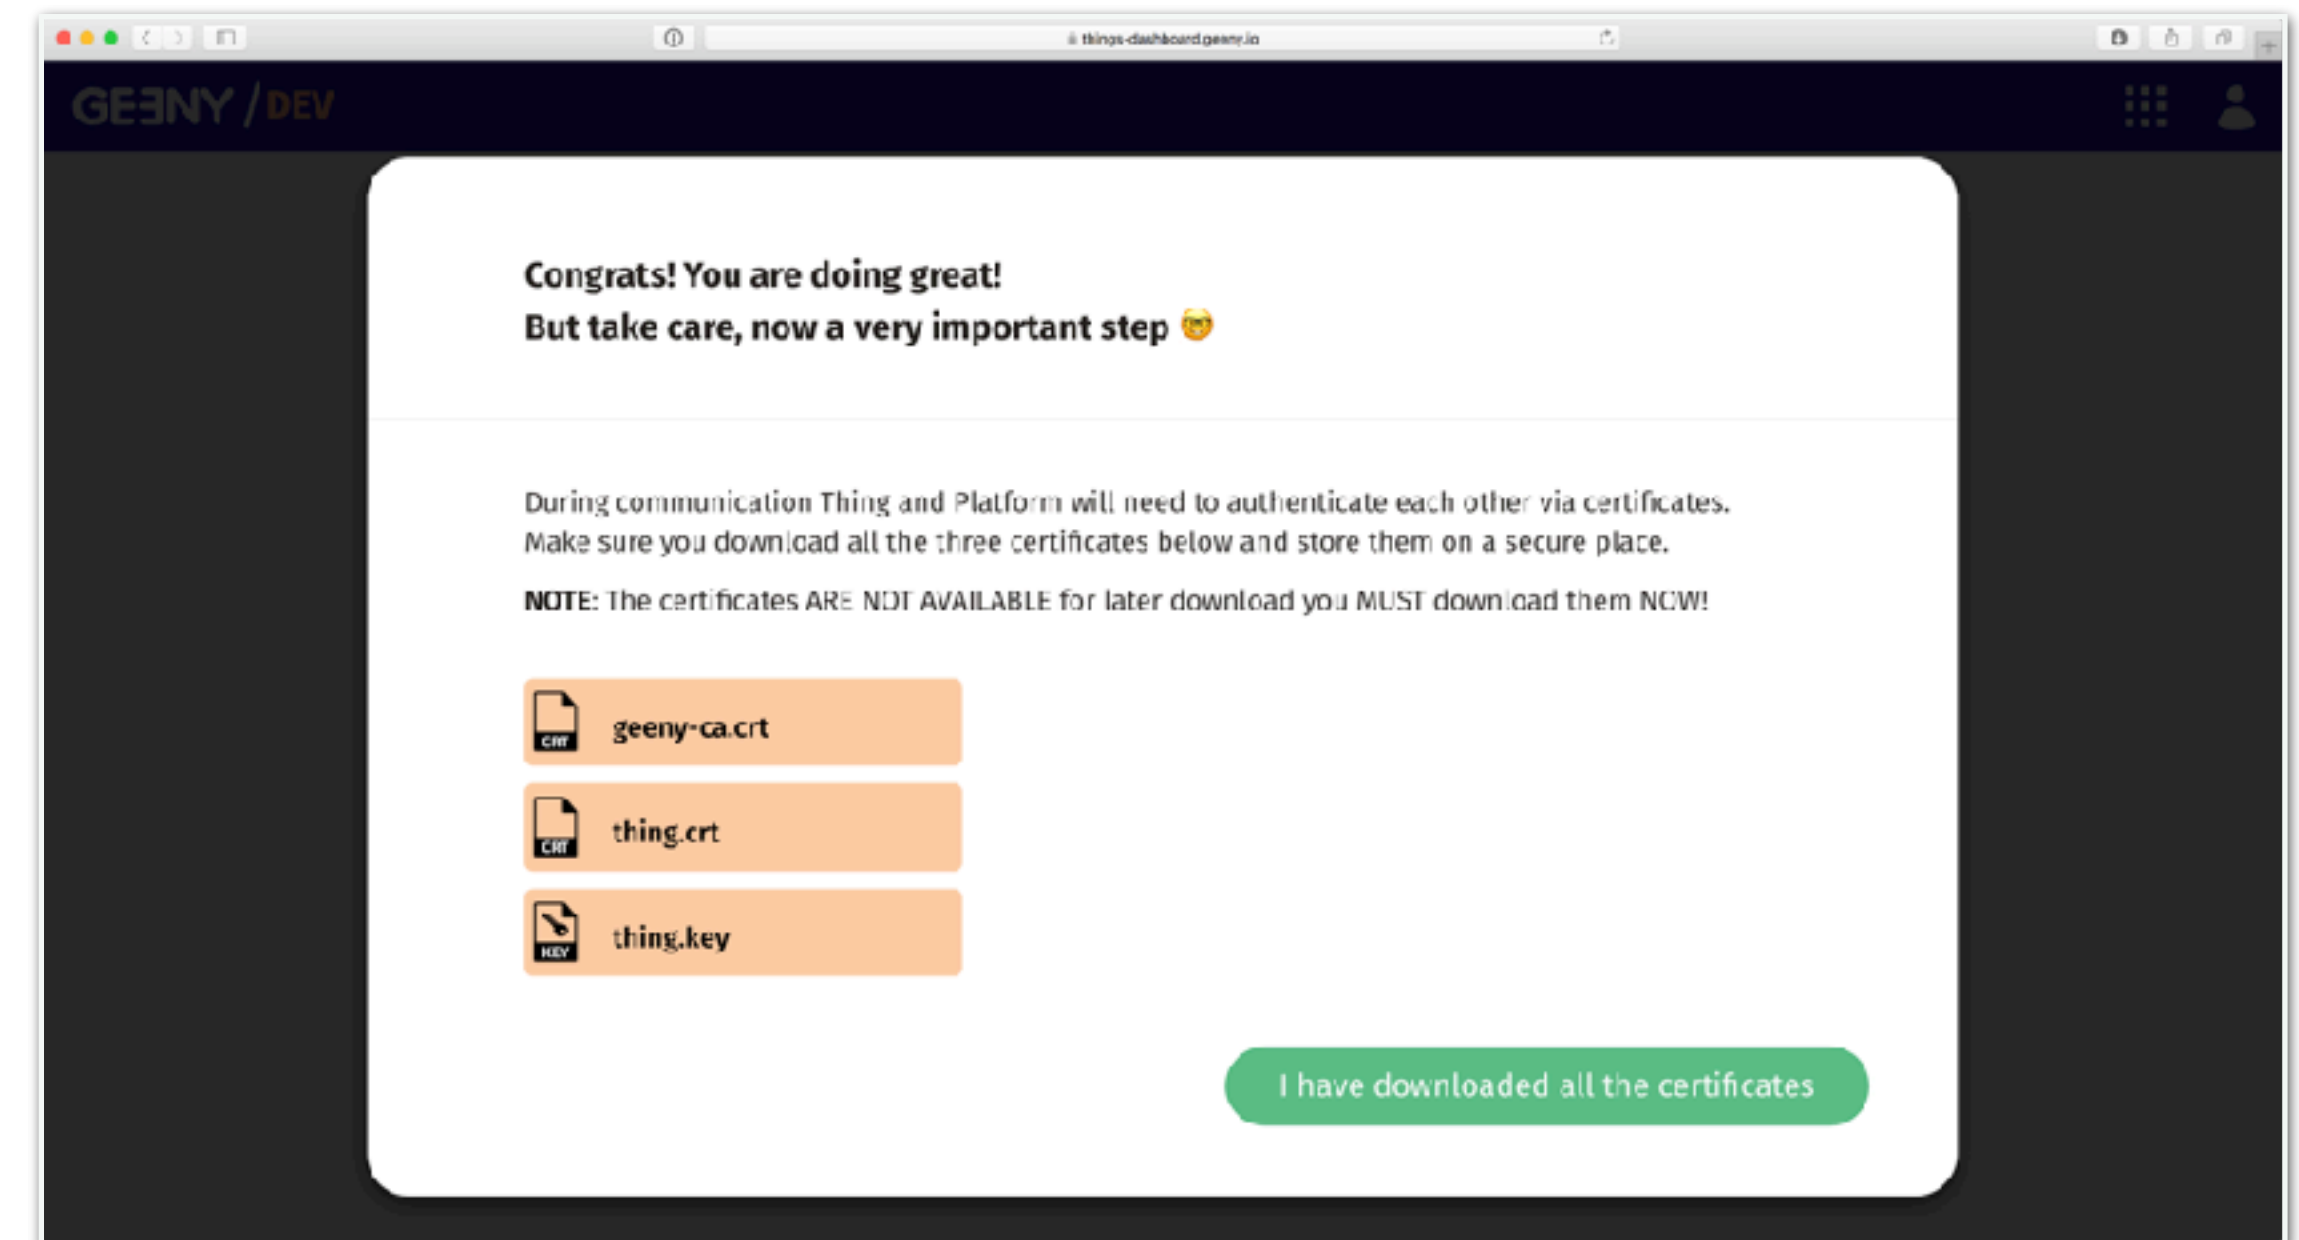 things-dashboard.geeny.io
GEENY / DEV
Congrats! You are doing great!
But take care, now a very important step 🤓
During communication Thing and Platform will need to authenticate each other via certificates.
Make sure you download all the three certificates below and store them on a secure place.
NOTE: The certificates ARE NOT AVAILABLE for later download you MUST download them NOW!
CRT
geeny-ca.crt
CRT
thing.crt
KEY
thing.key
I have downloaded all the certificates